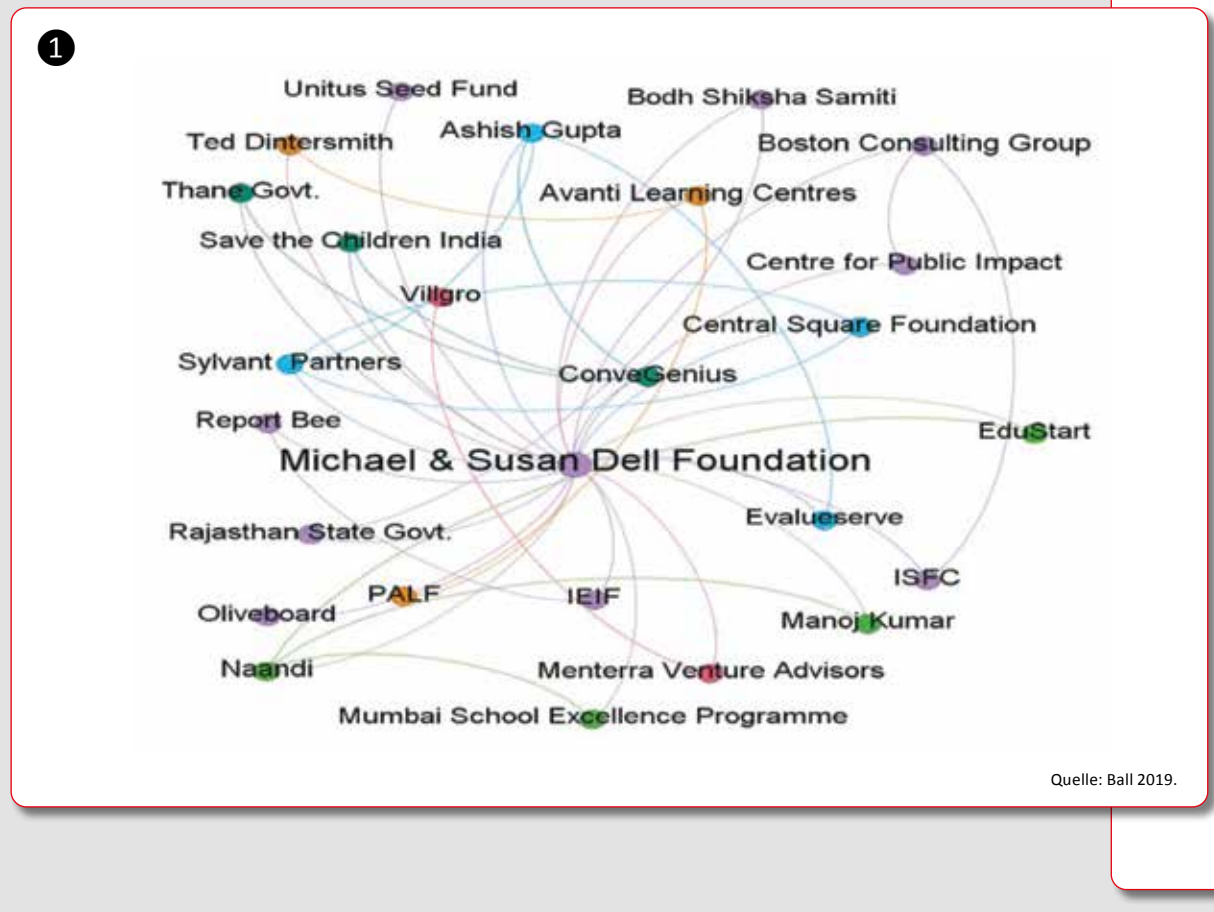 1
Unitus Seed Fund
Bodh Shiksha Samiti
Ashish Gupta
Ted Dintersmith
Boston Consulting Group
Thane Govt.
Avanti Learning Centres
Save the Children India
Centre for Public Impact
Villgro
Central Square Foundation
Sylvant Partners
ConveGenius
Report Bee
EduStart
Michael & Susan Dell Foundation
Evalueserve
Rajasthan State Govt.
ISFC
PALF
IEIF
Oliveboard
Manoj Kumar
Naandi
Menterra Venture Advisors
Mumbai School Excellence Programme
Quelle: Ball 2019.